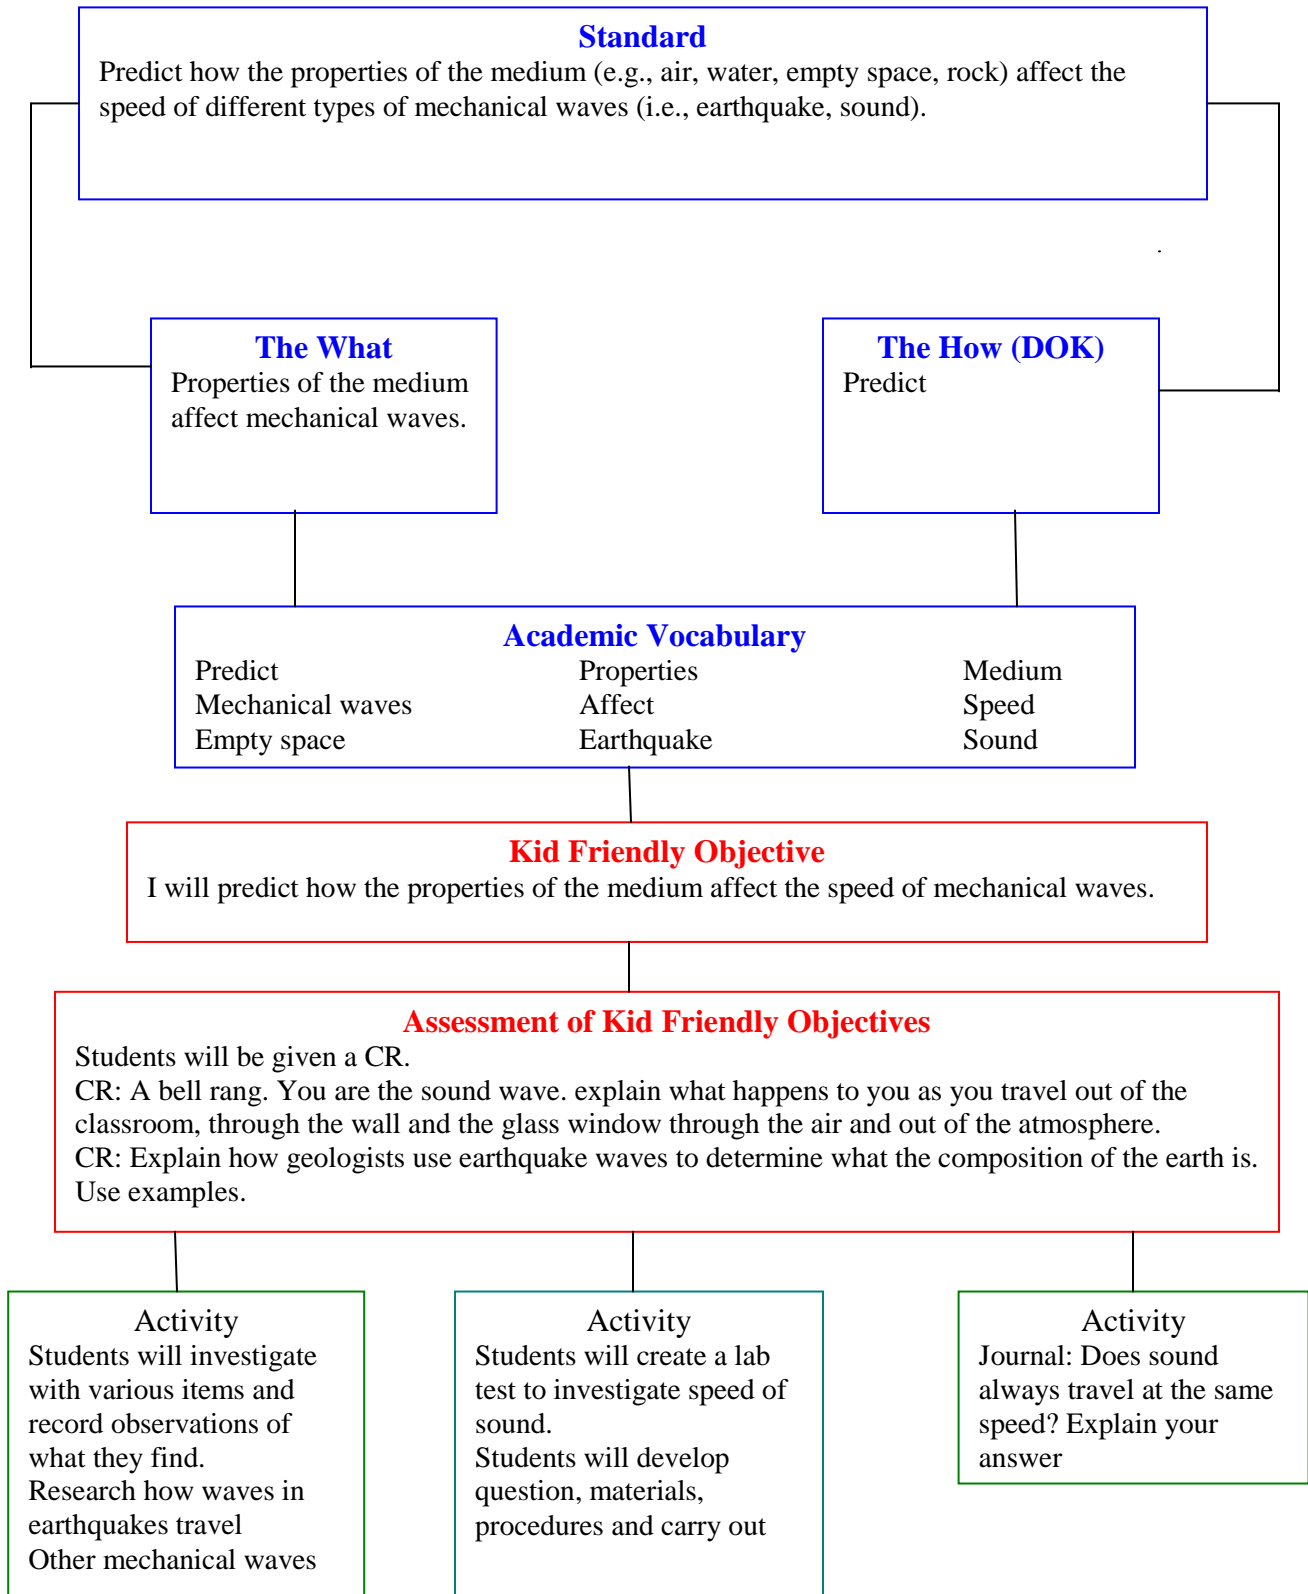 Standard
Predict how the properties of the medium (e.g., air, water, empty space, rock) affect the
speed of different types of mechanical waves (i.e., earthquake, sound).
The What
Properties of the medium
affect mechanical waves.
The How (DOK)
Predict
Academic Vocabulary
Predict Properties Medium
Mechanical waves Affect Speed
Empty space Earthquake Sound
Kid Friendly Objective
I will predict how the properties of the medium affect the speed of mechanical waves.
Assessment of Kid Friendly Objectives
Students will be given a CR.
CR: A bell rang. You are the sound wave. explain what happens to you as you travel out of the
classroom, through the wall and the glass window through the air and out of the atmosphere.
CR: Explain how geologists use earthquake waves to determine what the composition of the earth is.
Use examples.
Activity
Students will investigate
with various items and
record observations of
what they find.
Research how waves in
earthquakes travel
Other mechanical waves
Activity
Students will create a lab
test to investigate speed of
sound.
Students will develop
question, materials,
procedures and carry out
Activity
Journal: Does sound
always travel at the same
speed? Explain your
answer